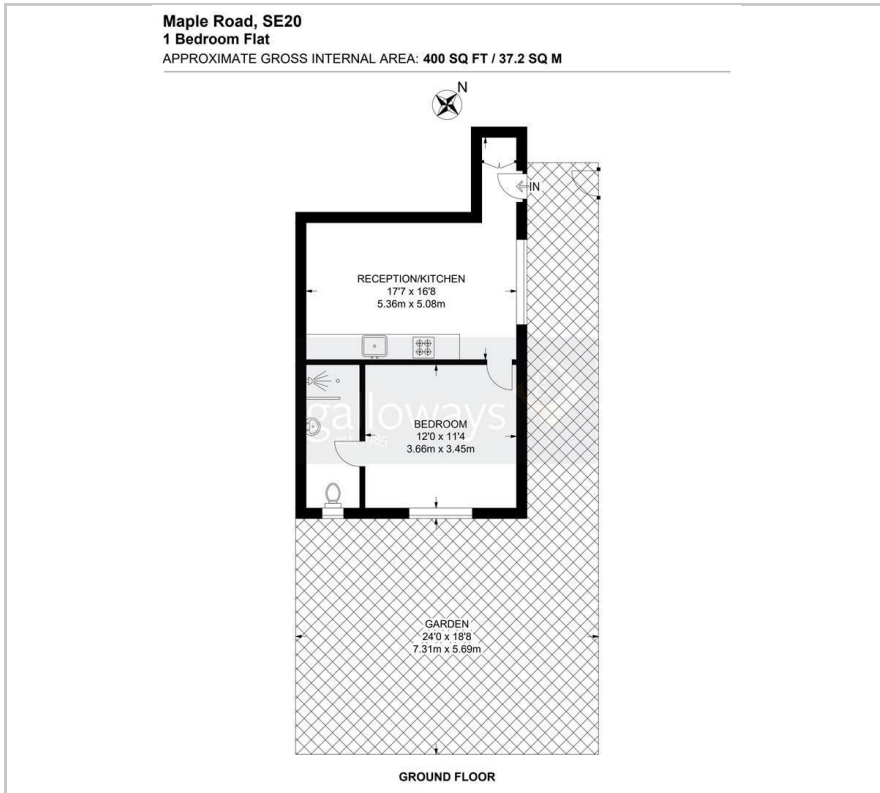 Maple Road, SE20
1 Bedroom Flat
APPROXIMATE GROSS INTERNAL AREA: 400 SQ FT / 37.2 SQ M
N
IN
RECEPTION/KITCHEN
17'7 x 16'8
5.36m x 5.08m
galloways
BEDROOM
12'0 x 11'4
3.66m x 3.45m
GARDEN
24'0 x 18'8
7.31m x 5.69m
GROUND FLOOR